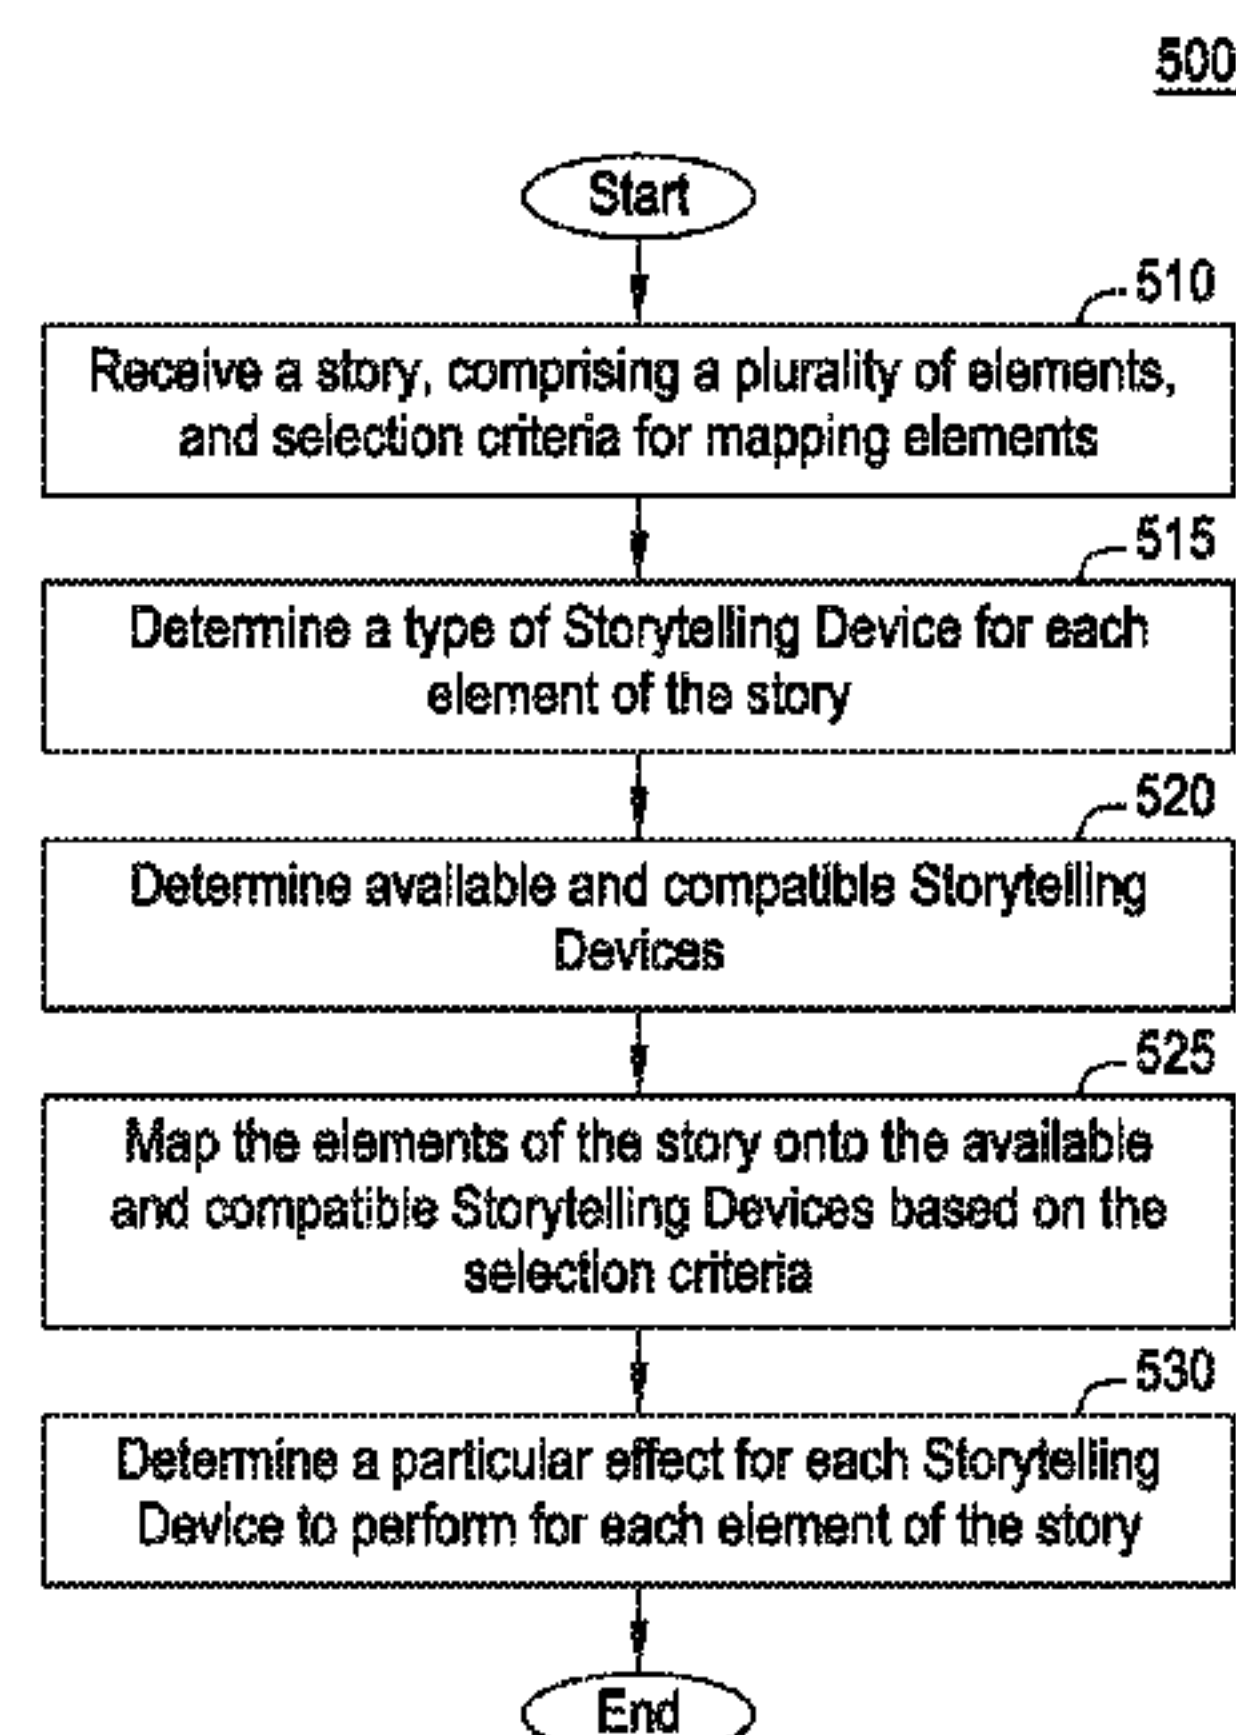 500
Start
510
Receive a story, comprising a plurality of elements,
and selection criteria for mapping elements
515
Determine a type of Storytelling Device for each
element of the story
520
Determine available and compatible Storytelling
Devices
525
Map the elements of the story onto the available
and compatible Storytelling Devices based on the
selection criteria
530
Determine a particular effect for each Storytelling
Device to perform for each element of the story
End